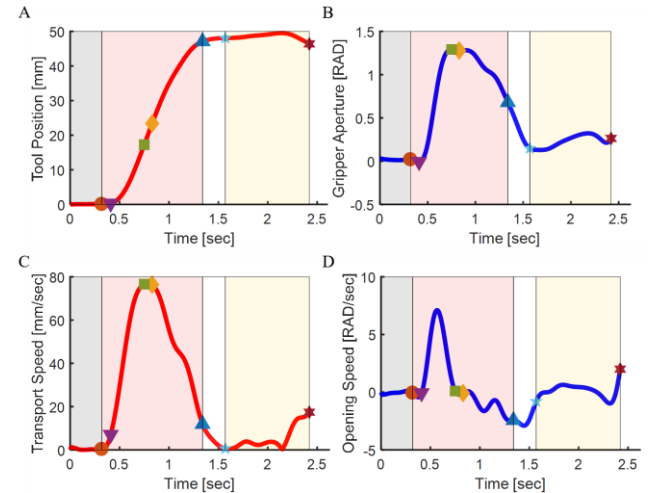 A
Tool Position [mm]
50
40
30
20
10
0
0 0.5 1 1.5 2 2.5
Time [sec]
B
Gripper Aperture [RAD]
1.5
1
0.5
0
-0.5
0 0.5 1 1.5 2 2.5
Time [sec]
C
Transport Speed [mm/sec]
80
60
40
20
0
0 0.5 1 1.5 2 2.5
Time [sec]
D
Opening Speed [RAD/sec]
10
5
0
-5
0 0.5 1 1.5 2 2.5
Time [sec]